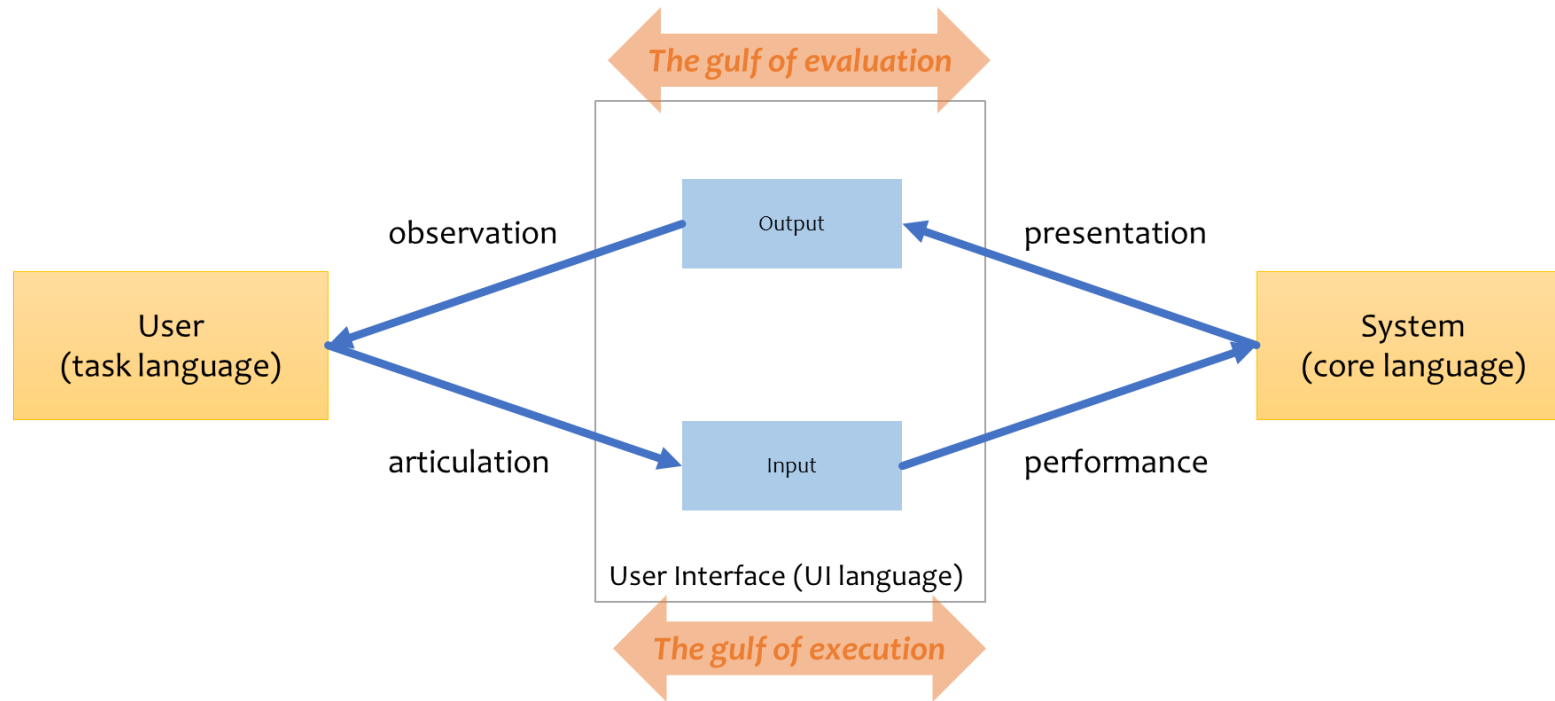 The gulf of evaluation
Output
observation
presentation
User
(task language)
System
(core language)
articulation
Input
performance
User Interface (UI language)
The gulf of execution